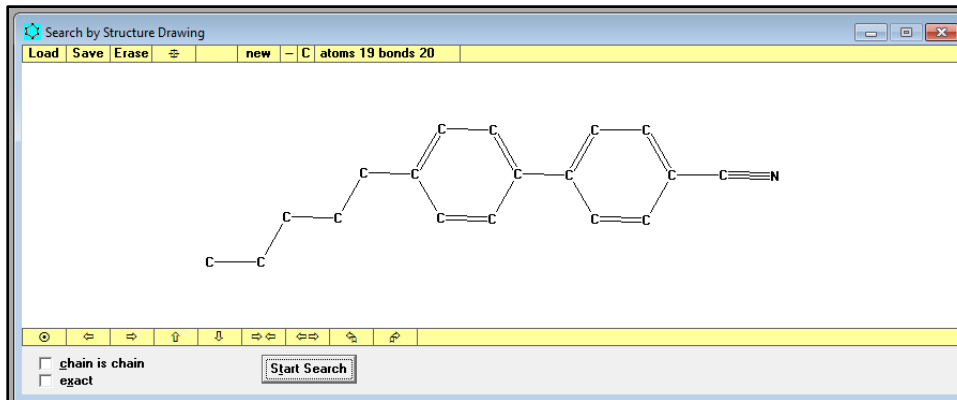 Search by Structure Drawing
Load Save Erase new – C atoms 19 bonds 20
C C C C
C C C C C C N
C C C C C C
C C
chain is chain
exact
Start Search